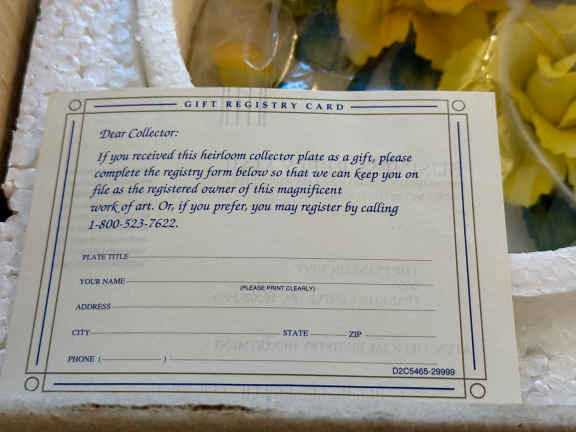 GIFT REGISTRY CARD
Dear Collector:
If you received this heirloom collector plate as a gift, please
complete the registry form below so that we can keep you on
file as the registered owner of this magnificent
work of art. Or, if you prefer, you may register by calling
1-800-523-7622.
PLATE TITLE
YOUR NAME
(PLEASE PRINT CLEARLY)
ADDRESS
CITY STATE ZIP
PHONE ( )
D2C5465-29999